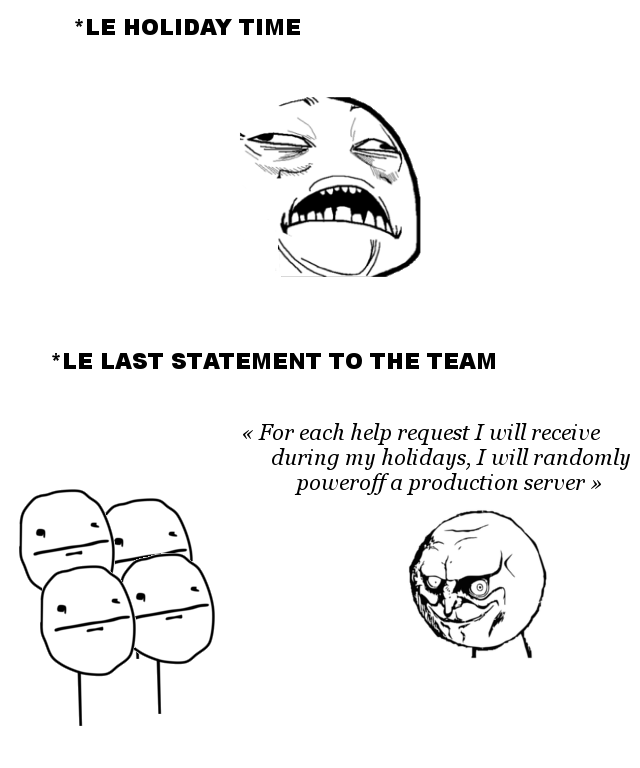 *LE HOLIDAY TIME
*LE LAST STATEMENT TO THE TEAM
« For each help request I will receive
during my holidays, I will randomly
poweroff a production server »